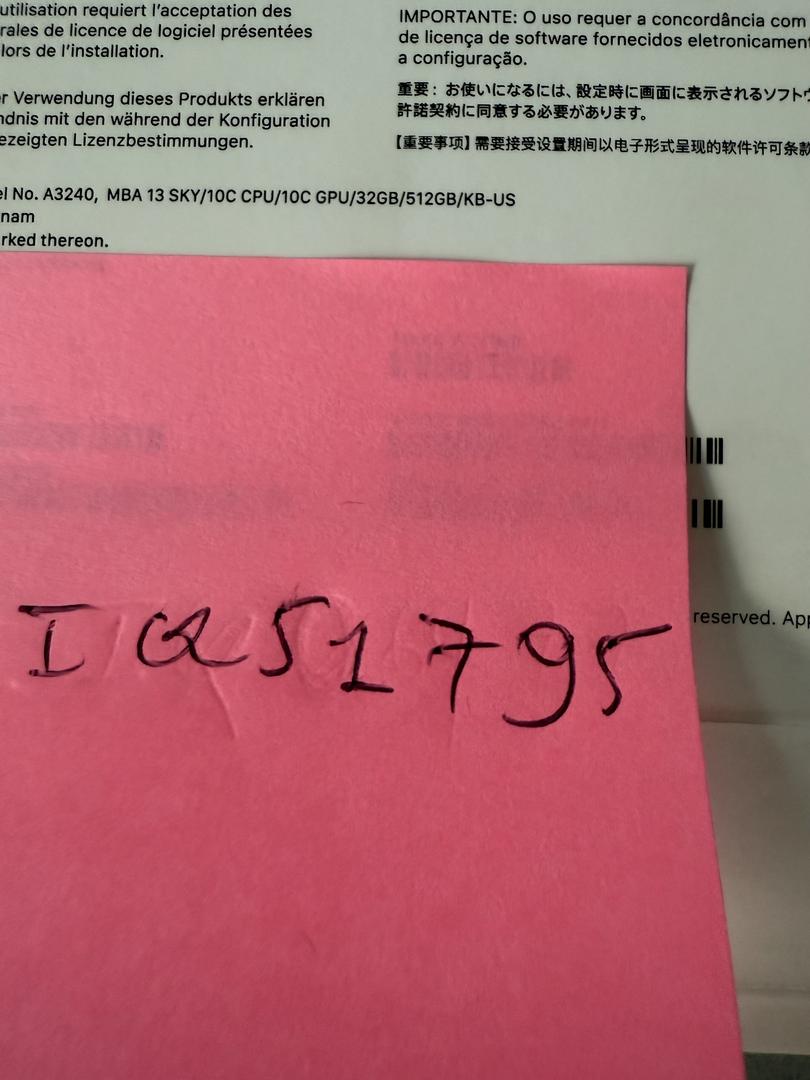 utilisation requiert l'acceptation des
rales de licence de logiciel présentées
lors de l'installation.
r Verwendung dieses Produkts erklären
ndnis mit den während der Konfiguration
ezeigten Lizenzbestimmungen.
IMPORTANTE: O uso requer a concordância com
de licença de software fornecidos eletronicament
a configuração.
重要：お使いになるには、設定時に画面に表示されるソフトウ
許諾契約に同意する必要があります。
【重要事项】需要接受设置期间以电子形式呈现的软件许可条款
el No. A3240, MBA 13 SKY/10C CPU/10C GPU/32GB/512GB/KB-US
nam
rked thereon.
reserved. App
IQ51795